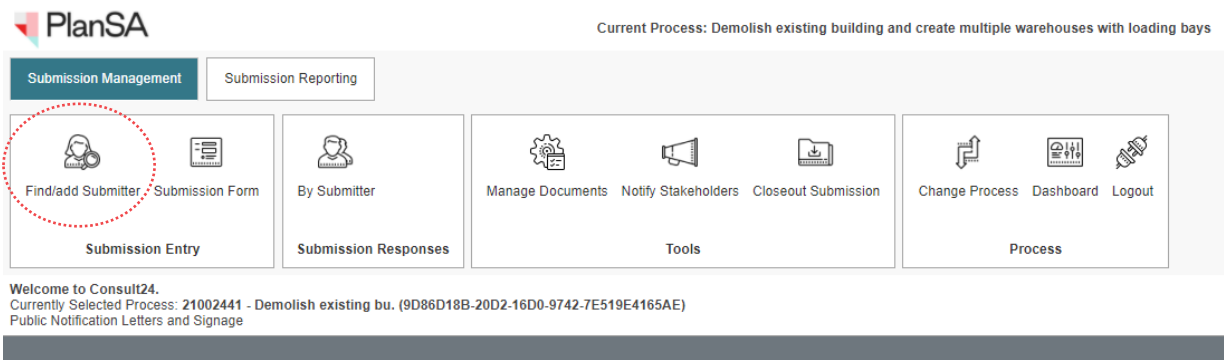 PlanSA
Current Process: Demolish existing building and create multiple warehouses with loading bays
Submission Management
Submission Reporting
Find/add Submitter
Submission Form
Submission Entry
By Submitter
Submission Responses
Manage Documents
Notify Stakeholders
Closeout Submission
Tools
Change Process
Dashboard
Logout
Process
Welcome to Consult24.
Currently Selected Process: 21002441 - Demolish existing bu. (9D86D18B-20D2-16D0-9742-7E519E4165AE)
Public Notification Letters and Signage